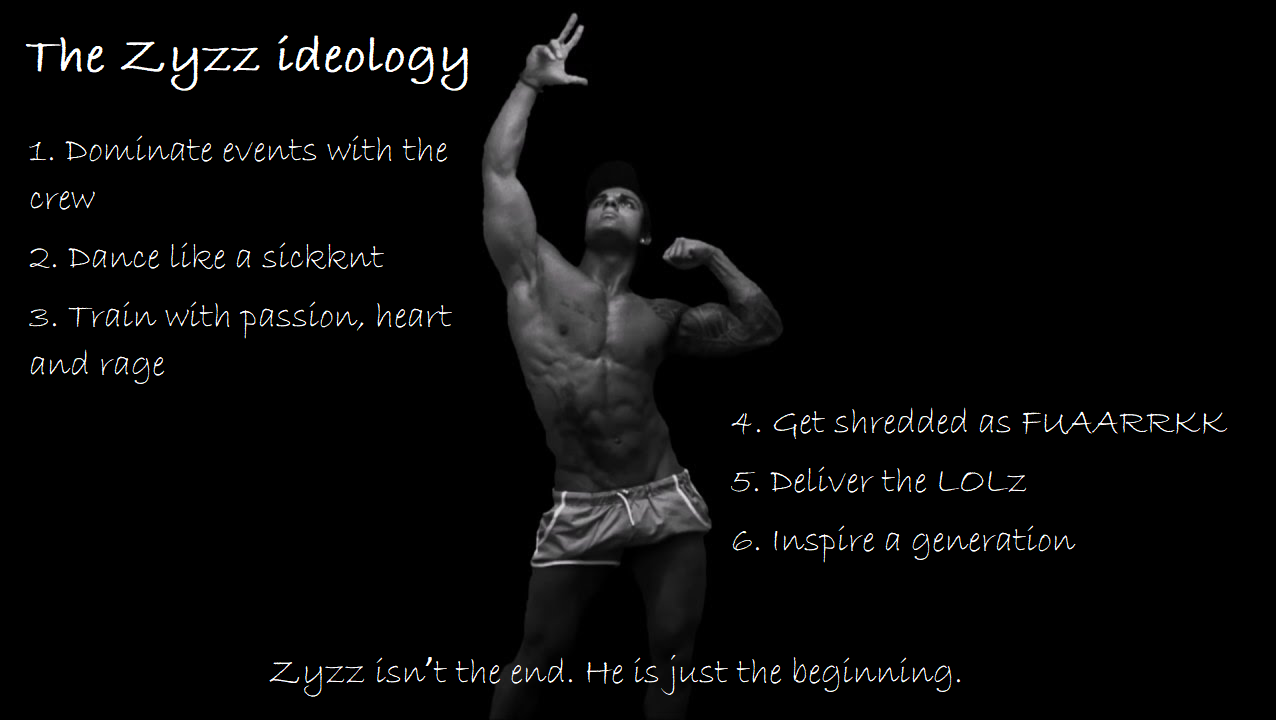 The Zyzz ideology
1. Dominate events with the
crew
2. Dance like a sickknt
3. Train with passion, heart
and rage
4. Get shredded as FUAARRKK
5. Deliver the LOLz
6. Inspire a generation
Zyzz isn't the end. He is just the beginning.